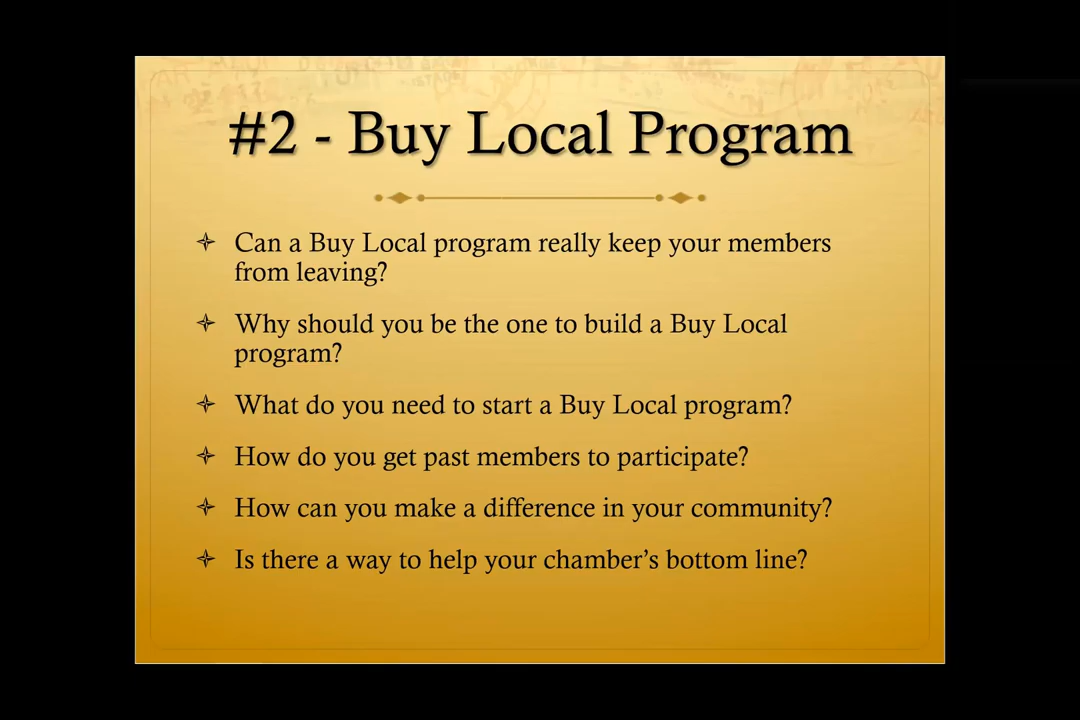 #2 - Buy Local Program
Can a Buy Local program really keep your members
from leaving?
Why should you be the one to build a Buy Local
program?
What do you need to start a Buy Local program?
How do you get past members to participate?
How can you make a difference in your community?
Is there a way to help your chamber’s bottom line?